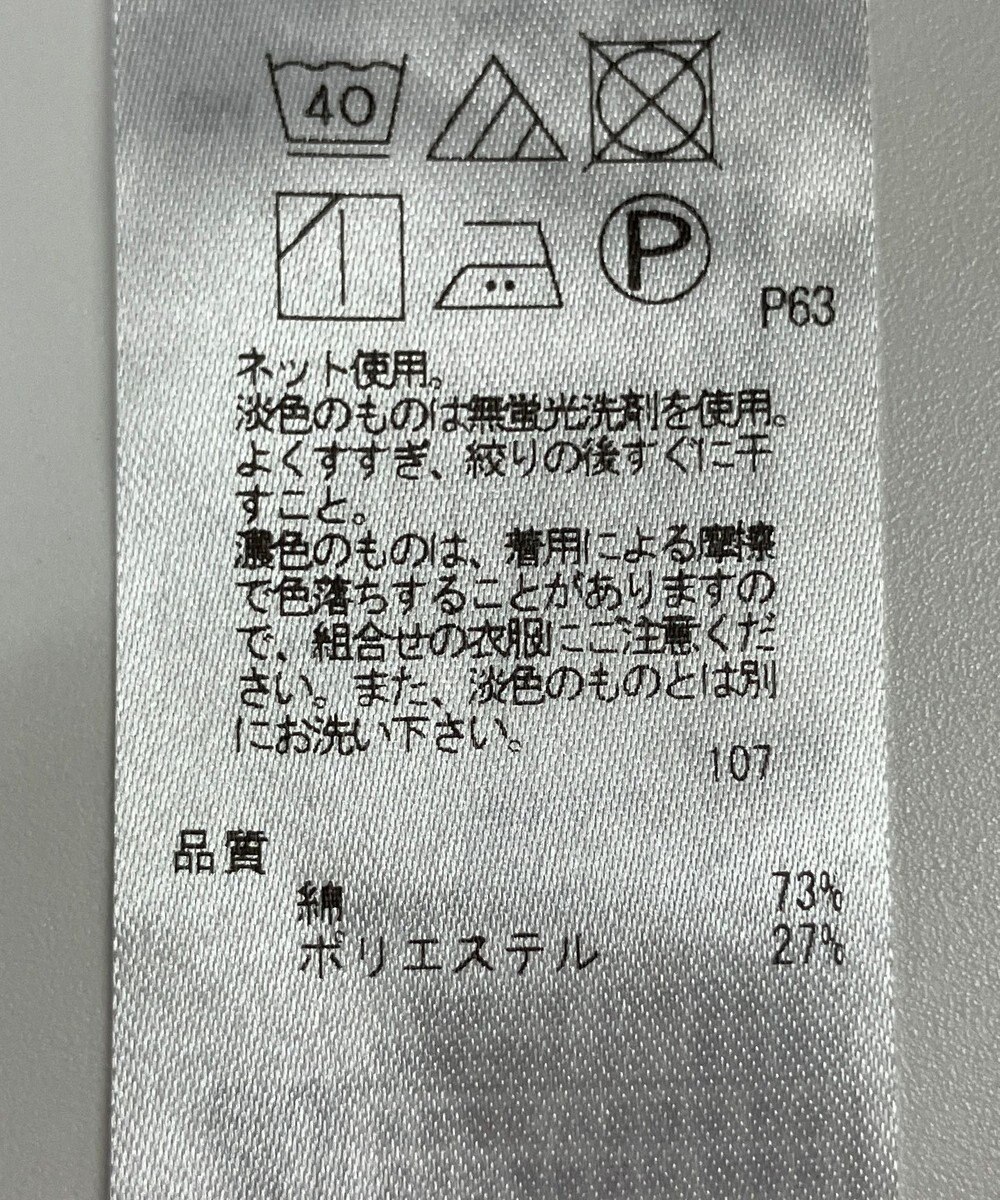 40
P
P63
ネット使用。
淡色のものは無蛍光洗剤を使用。
よくすすぎ、絞りの後すぐに干
すこと。
濃色のものは、着用による摩擦
で色落ちすることがありますの
で、組合せの衣服にご注意くだ
さい。また、淡色のものとは別
にお洗い下さい。
107
品質
綿 73%
ポリエステル 27%